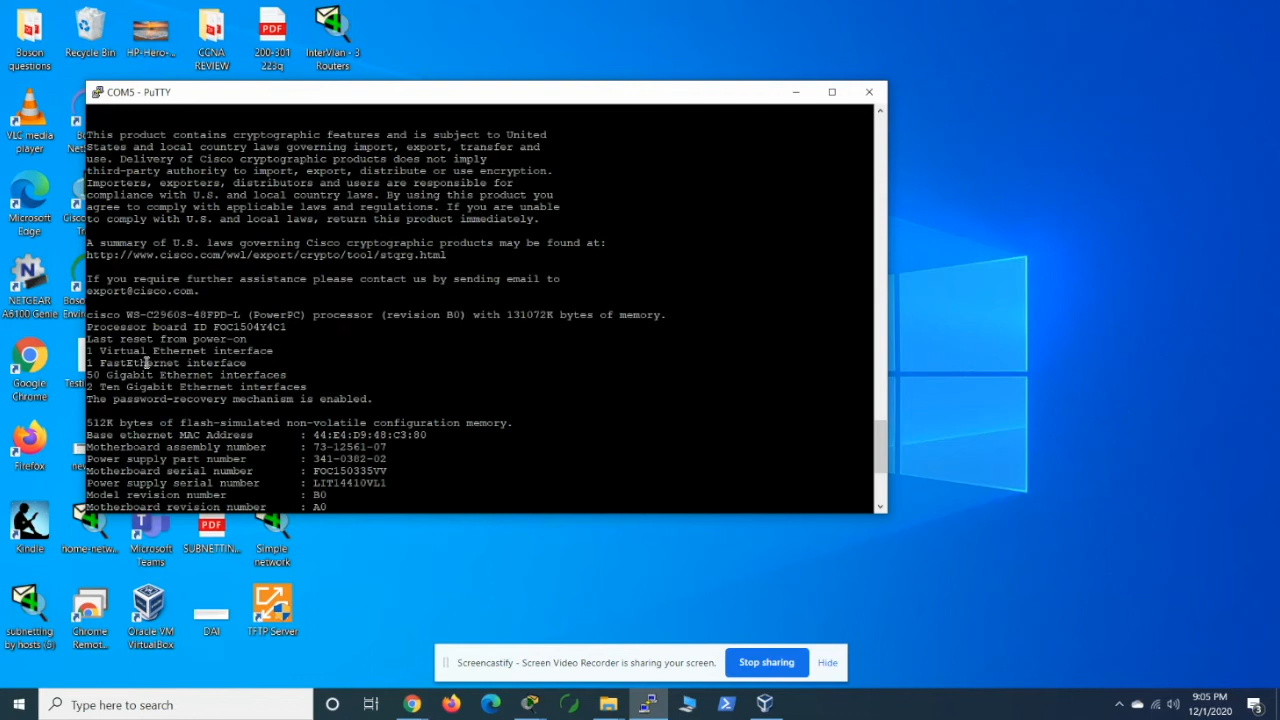 Boson
questions
Recycle Bin
HP-Hero-...
CCNA
REVIEW
200-301
223q
InterVlan - 3
Routers
VLC media
player
Microsoft
Edge
NETGEAR
A6100 Genie
Google
Chrome
Firefox
Kindle
home-netw...
Microsoft
Teams
SUBNETTIN...
Simple
network
subnetting
by hosts (6)
Chrome
Remot...
Oracle VM
VirtualBox
DAI
TFTP Server
PDF
PDF
COM5 - PuTTY
This product contains cryptographic features and is subject to United
States and local country laws governing import, export, transfer and
use. Delivery of Cisco cryptographic products does not imply
third-party authority to import, export, distribute or use encryption.
Importers, exporters, distributors and users are responsible for
compliance with U.S. and local country laws. By using this product you
agree to comply with applicable laws and regulations. If you are unable
to comply with U.S. and local laws, return this product immediately.
A summary of U.S. laws governing Cisco cryptographic products may be found at:
http://www.cisco.com/wwl/export/crypto/tool/stqrg.html
If you require further assistance please contact us by sending email to
export@cisco.com.
cisco WS-C2960S-48FPD-L (PowerPC) processor (revision B0) with 131072K bytes of memory.
Processor board ID FOC1504Y4C1
Last reset from power-on
1 Virtual Ethernet interface
1 FastEthernet interface
50 Gigabit Ethernet interfaces
2 Ten Gigabit Ethernet interfaces
The password-recovery mechanism is enabled.
512K bytes of flash-simulated non-volatile configuration memory.
Base ethernet MAC Address : 44:E4:D9:48:C3:80
Motherboard assembly number : 73-12561-07
Power supply part number : 341-0382-02
Motherboard serial number : FOC150335VV
Power supply serial number : LIT14410VL1
Model revision number : B0
Motherboard revision number : A0
Screencastify - Screen Video Recorder is sharing your screen.
Stop sharing
Hide
Type here to search
9:05 PM
12/1/2020
3